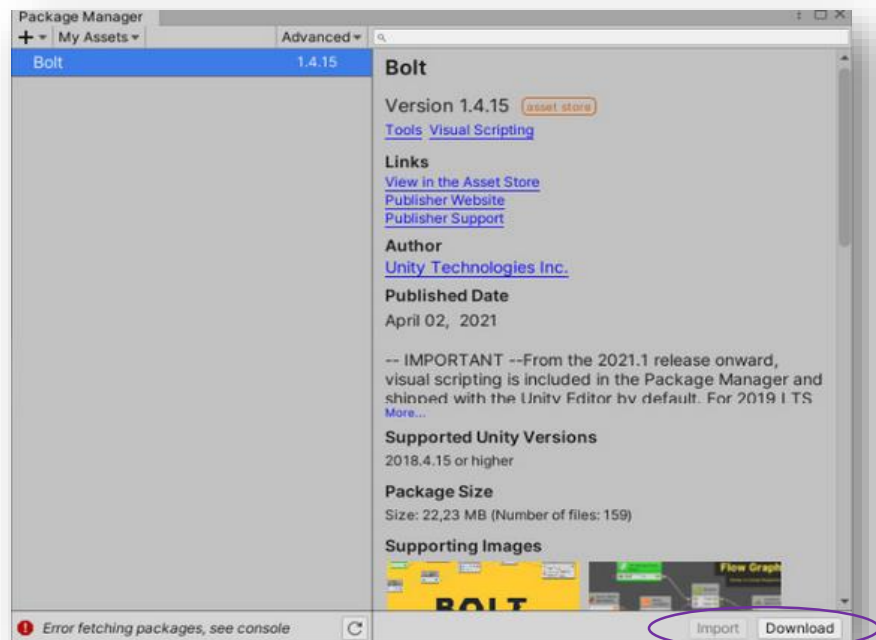 Package Manager
+ My Assets Advanced
Bolt 1.4.15
Bolt
Version 1.4.15 asset store
Tools Visual Scripting
Links
View in the Asset Store
Publisher Website
Publisher Support
Author
Unity Technologies Inc.
Published Date
April 02, 2021
-- IMPORTANT --From the 2021.1 release onward,
visual scripting is included in the Package Manager and
shipped with the Unity Editor by default. For 2019 LTS
More...
Supported Unity Versions
2018.4.15 or higher
Package Size
Size: 22,23 MB (Number of files: 159)
Supporting Images
Flow Graph
BOLT
Error fetching packages, see console
Import Download